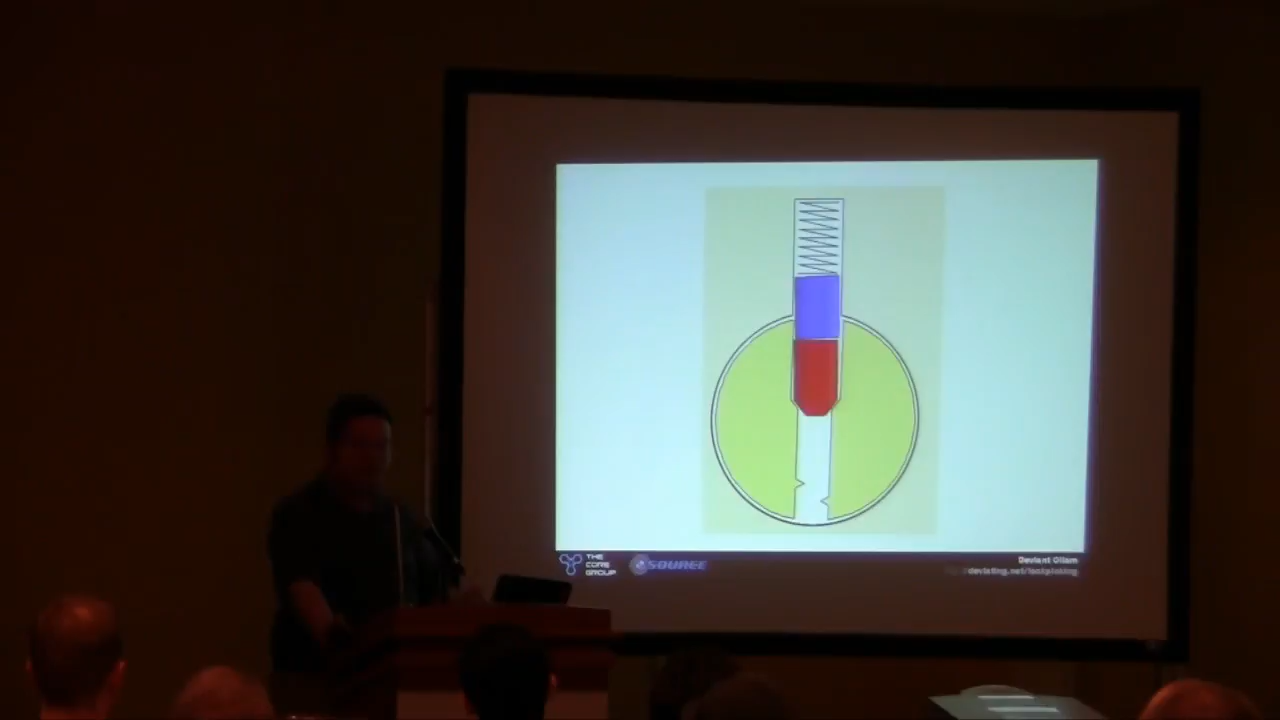 THE
CORE
GROUP
SOURCE
Deviant Ollam
deviating.net/lockpicking